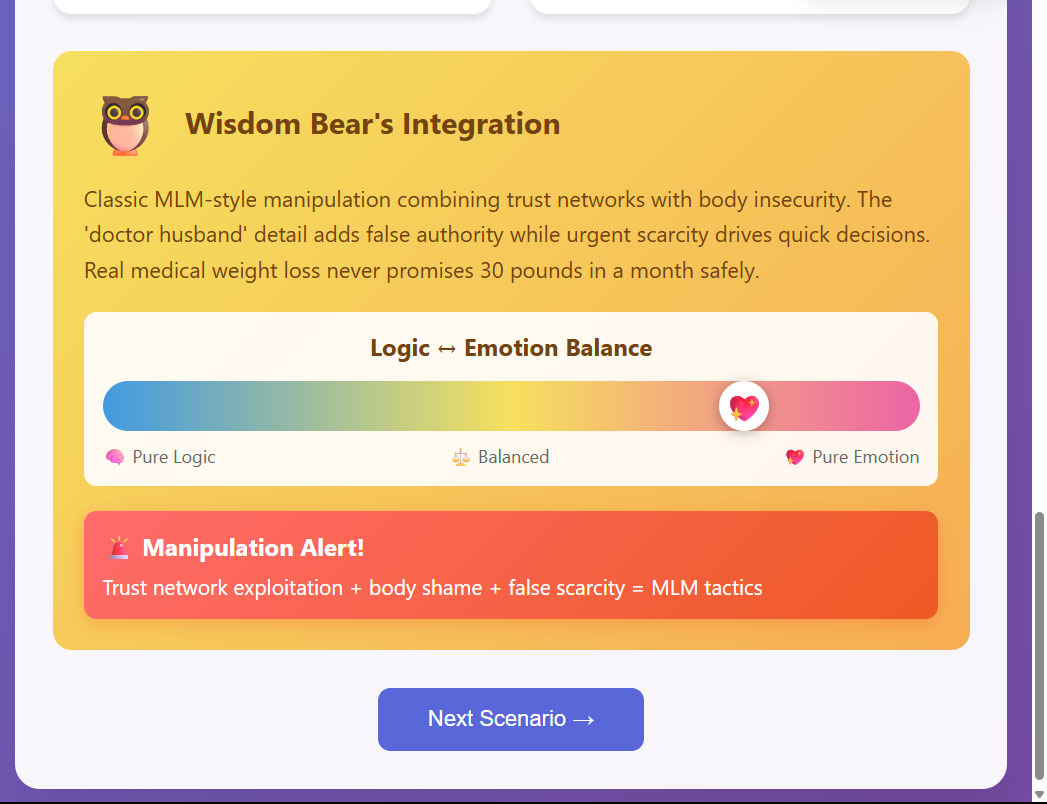 Wisdom Bear's Integration
Classic MLM-style manipulation combining trust networks with body insecurity. The
'doctor husband' detail adds false authority while urgent scarcity drives quick decisions.
Real medical weight loss never promises 30 pounds in a month safely.
Logic ↔ Emotion Balance
🧠 Pure Logic
⚖️ Balanced
💖 Pure Emotion
🚨 Manipulation Alert!
Trust network exploitation + body shame + false scarcity = MLM tactics
Next Scenario →